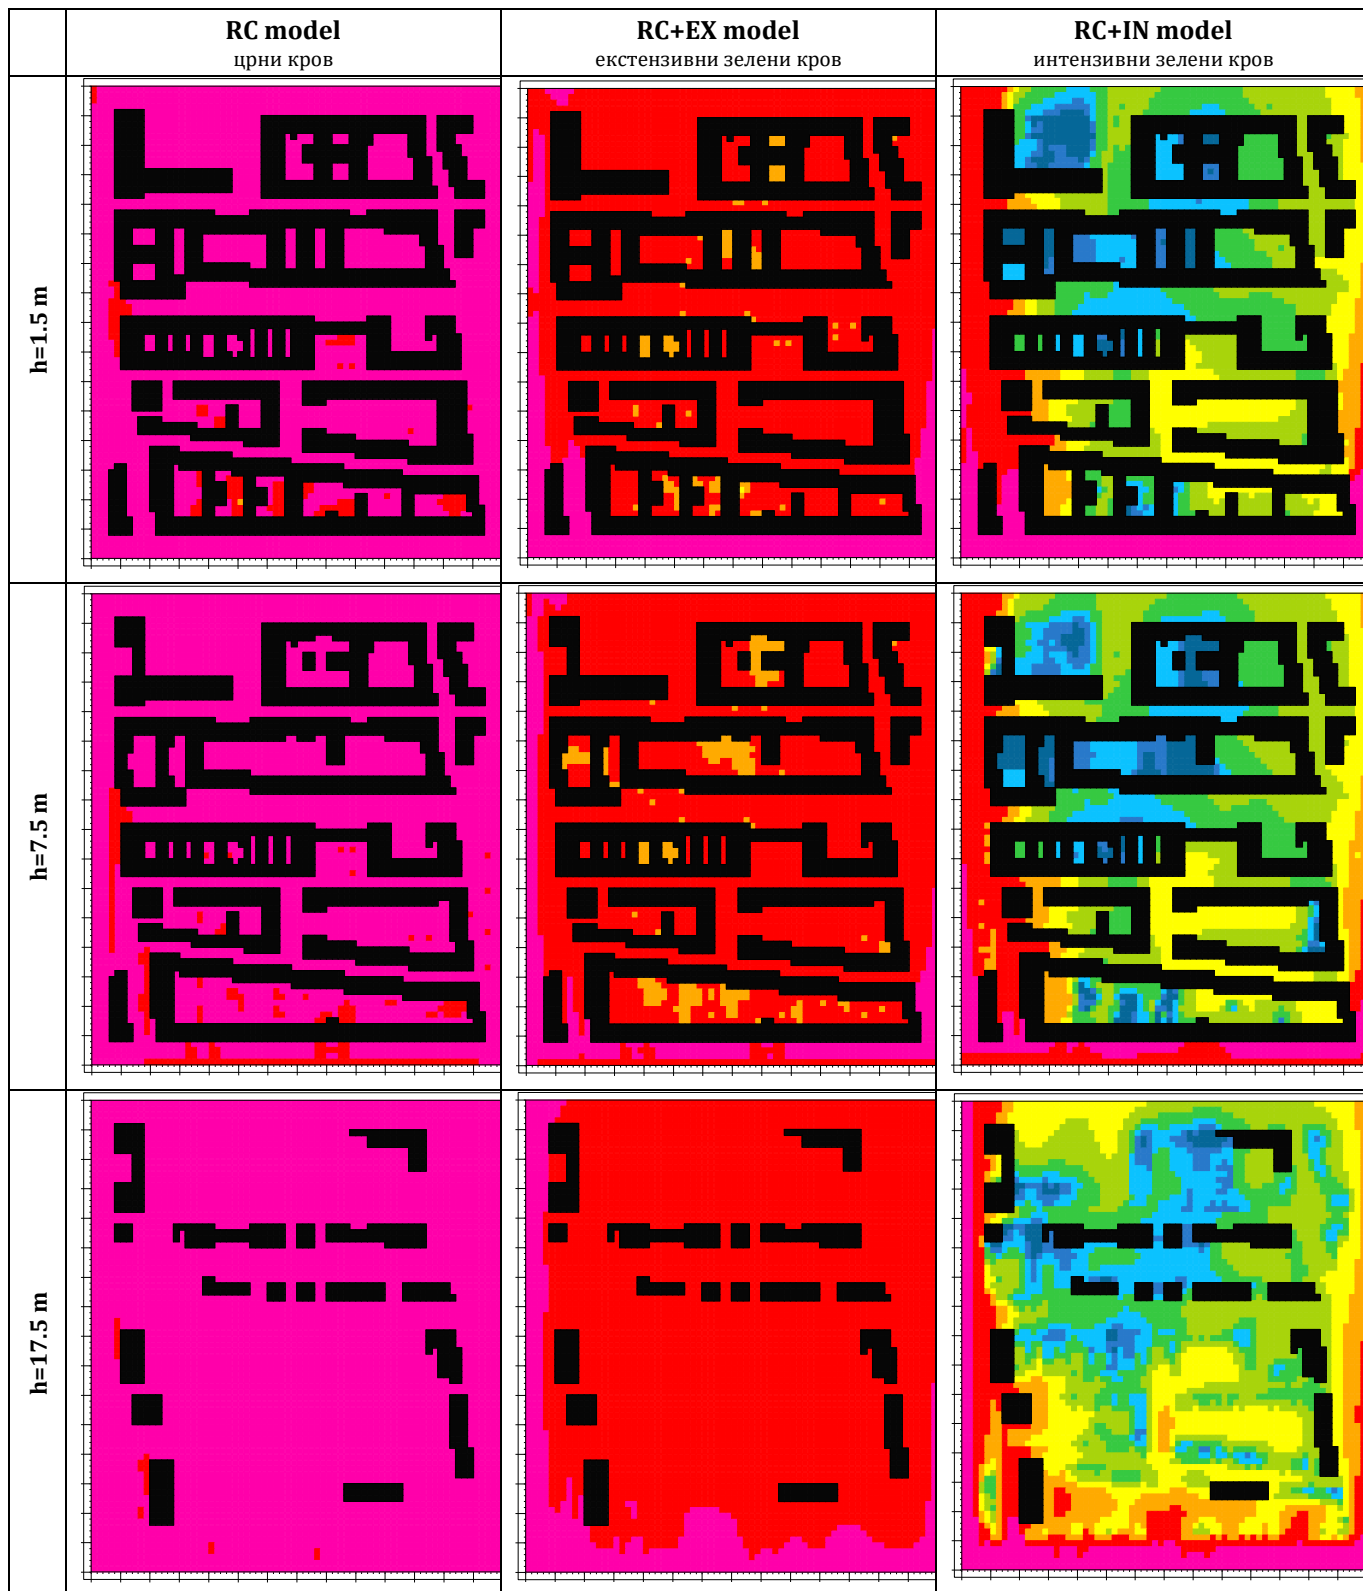 RC model
црни кров
RC+EX model
екстензивни зелени кров
RC+IN model
интензивни зелени кров
h=1.5 m
h=7.5 m
h=17.5 m